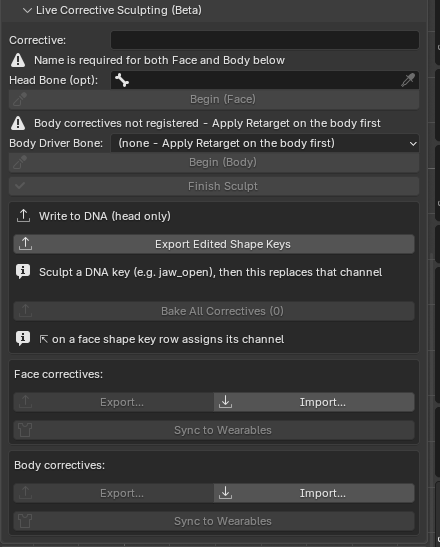 Live Corrective Sculpting (Beta)
Corrective:
Name is required for both Face and Body below
Head Bone (opt):
Begin (Face)
Body correctives not registered - Apply Retarget on the body first
Body Driver Bone: (none - Apply Retarget on the body first)
Begin (Body)
Finish Sculpt
Write to DNA (head only)
Export Edited Shape Keys
Sculpt a DNA key (e.g. jaw_open), then this replaces that channel
Bake All Correctives (0)
⇱ on a face shape key row assigns its channel
Face correctives:
Export... Import...
Sync to Wearables
Body correctives:
Export... Import...
Sync to Wearables